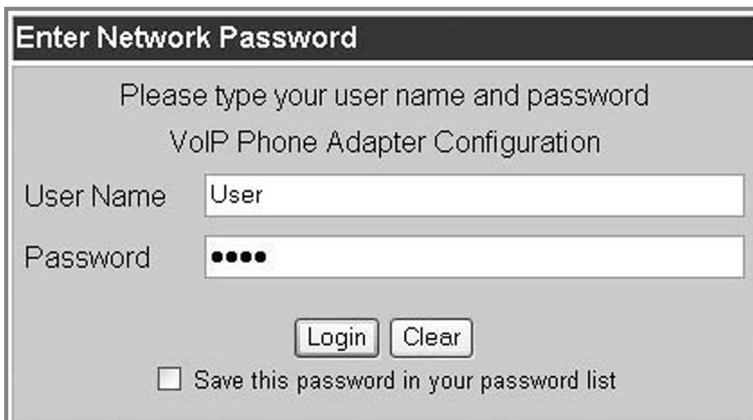 Enter Network Password
Please type your user name and password
VoIP Phone Adapter Configuration
User Name User
Password ••••
Login Clear
Save this password in your password list